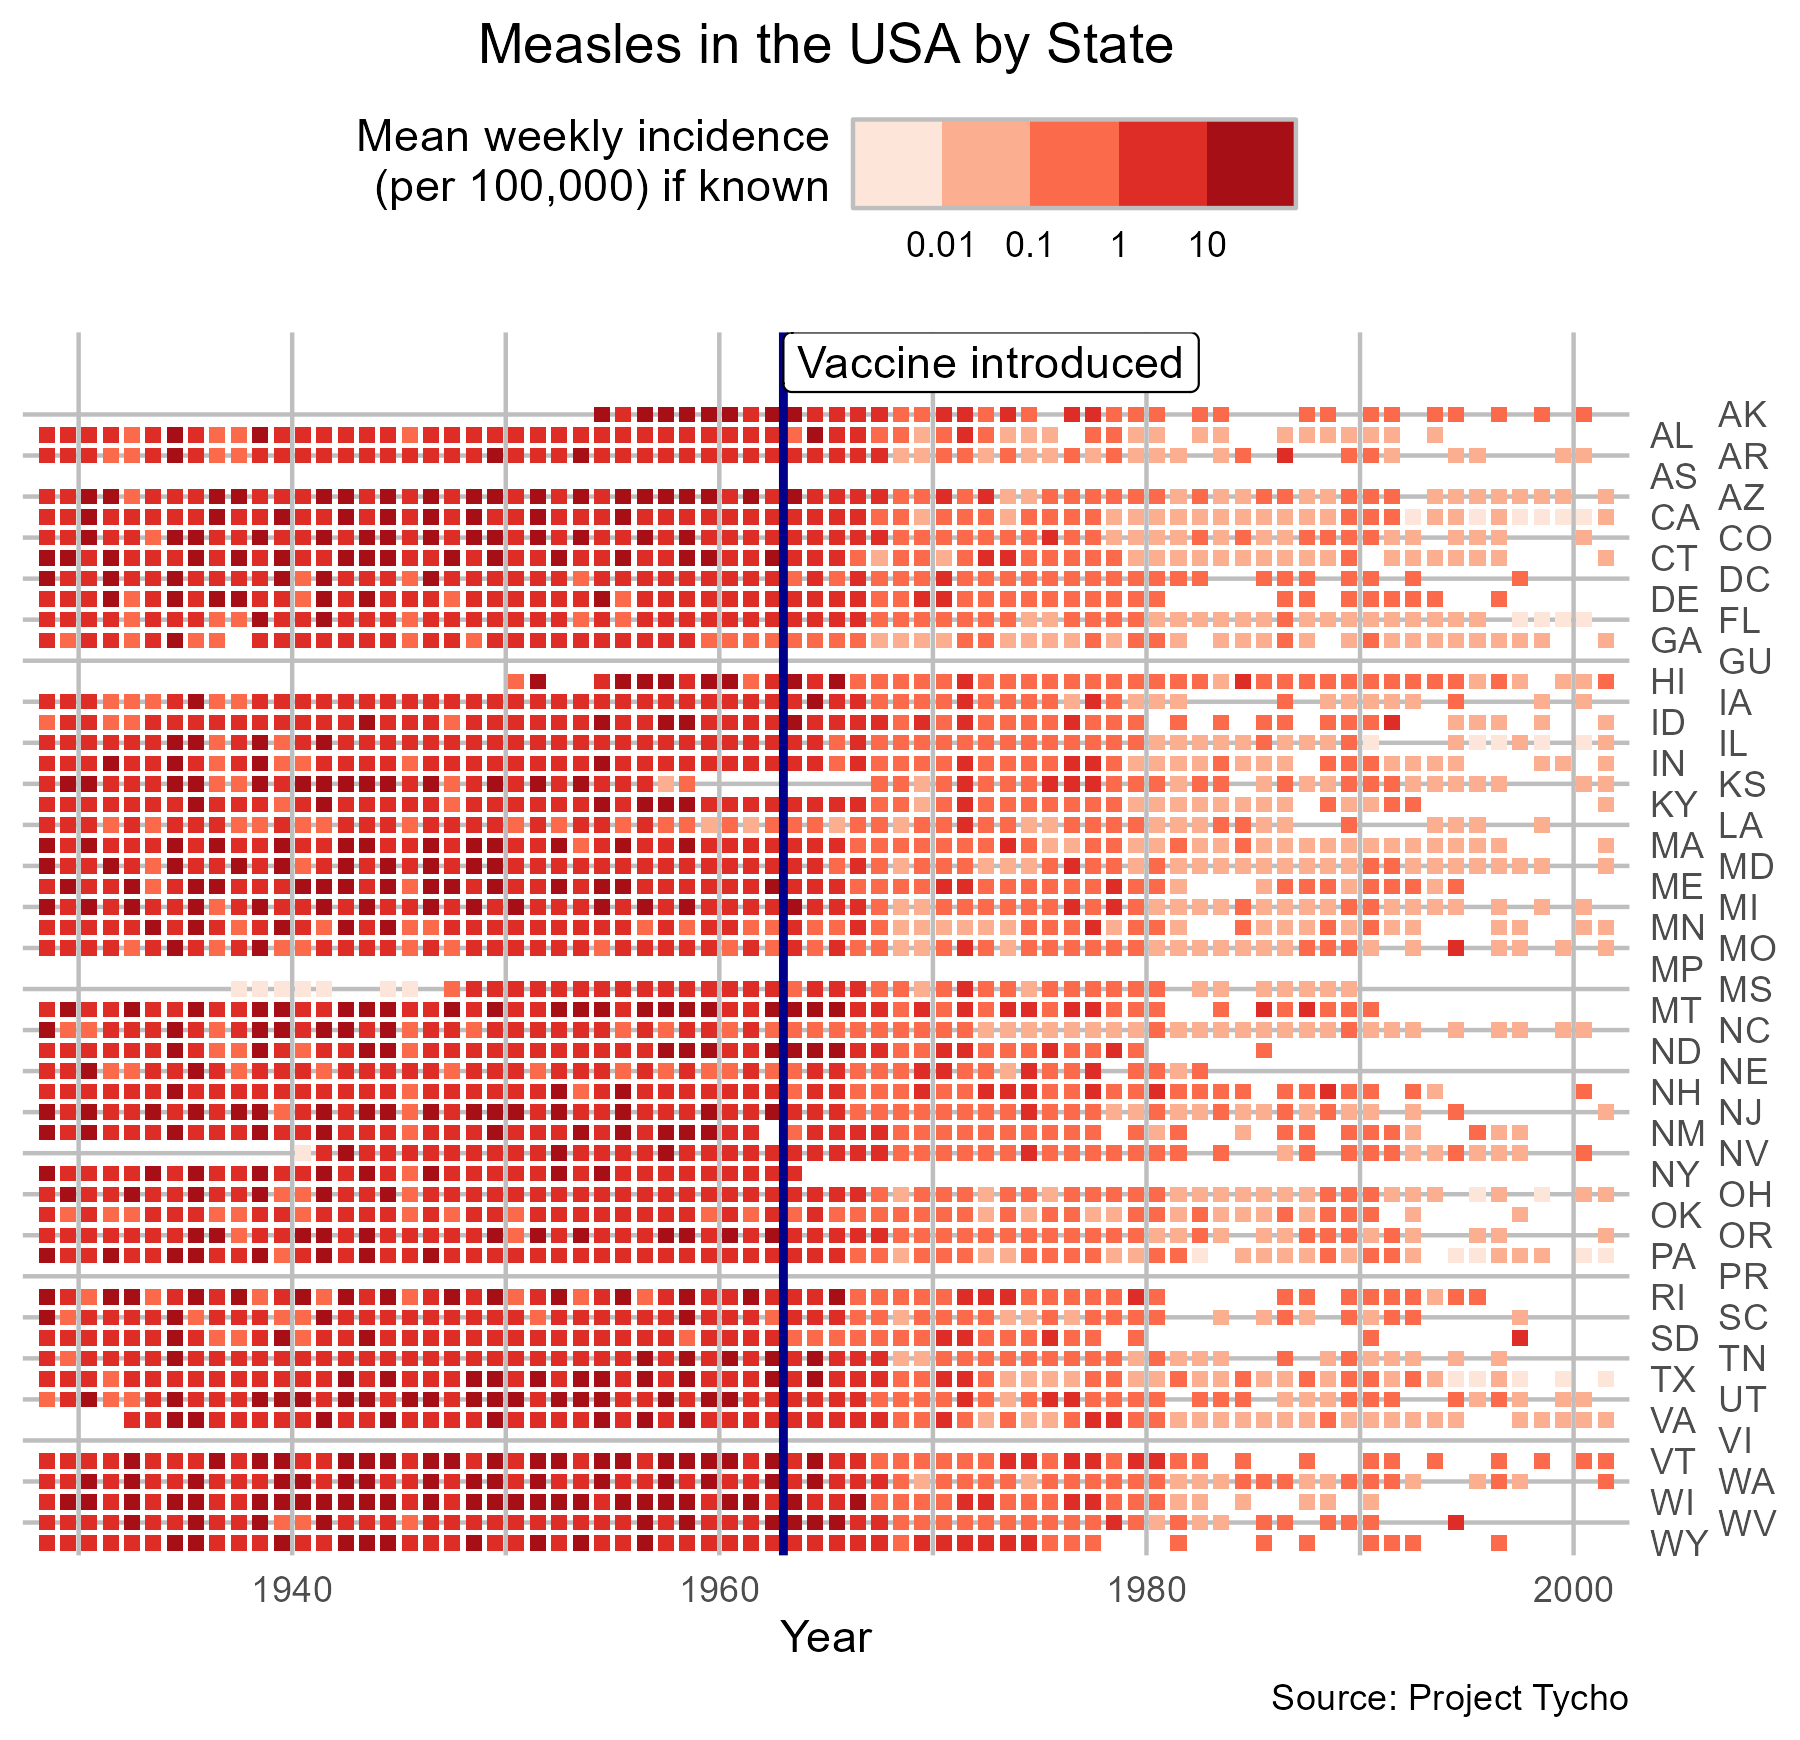 Measles in the USA by State
Mean weekly incidence
(per 100,000) if known
0.01 0.1 1 10
Vaccine introduced
AK
AL
AR
AS
AZ
CA
CO
CT
DC
DE
FL
GA
GU
HI
IA
ID
IL
IN
KS
KY
LA
MA
MD
ME
MI
MN
MO
MP
MS
MT
NC
ND
NE
NH
NJ
NM
NV
NY
OH
OK
OR
PA
PR
RI
SC
SD
TN
TX
UT
VA
VI
VT
WA
WI
WV
WY
1940 1960 1980 2000
Year
Source: Project Tycho